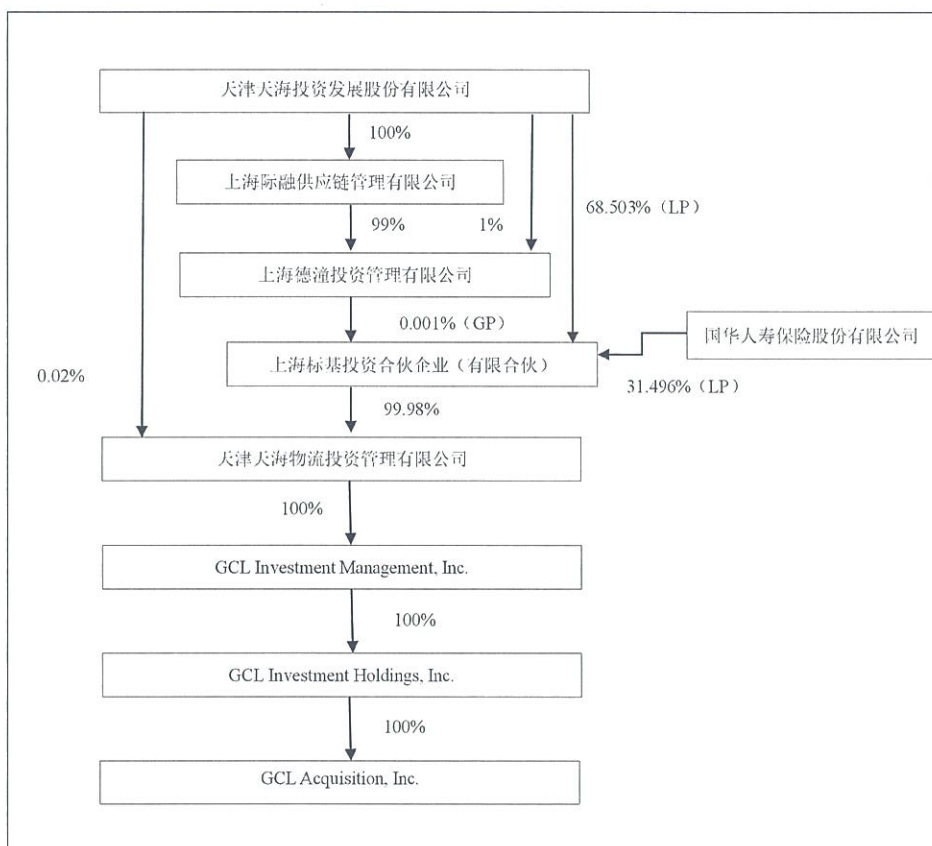 天津天海投资发展股份有限公司
100%
上海际融供应链管理有限公司
68.503%（LP）
99%
1%
上海德潼投资管理有限公司
0.001%（GP）
国华人寿保险股份有限公司
上海标基投资合伙企业（有限合伙）
0.02%
31.496%（LP）
99.98%
天津天海物流投资管理有限公司
100%
GCL Investment Management, Inc.
100%
GCL Investment Holdings, Inc.
100%
GCL Acquisition, Inc.